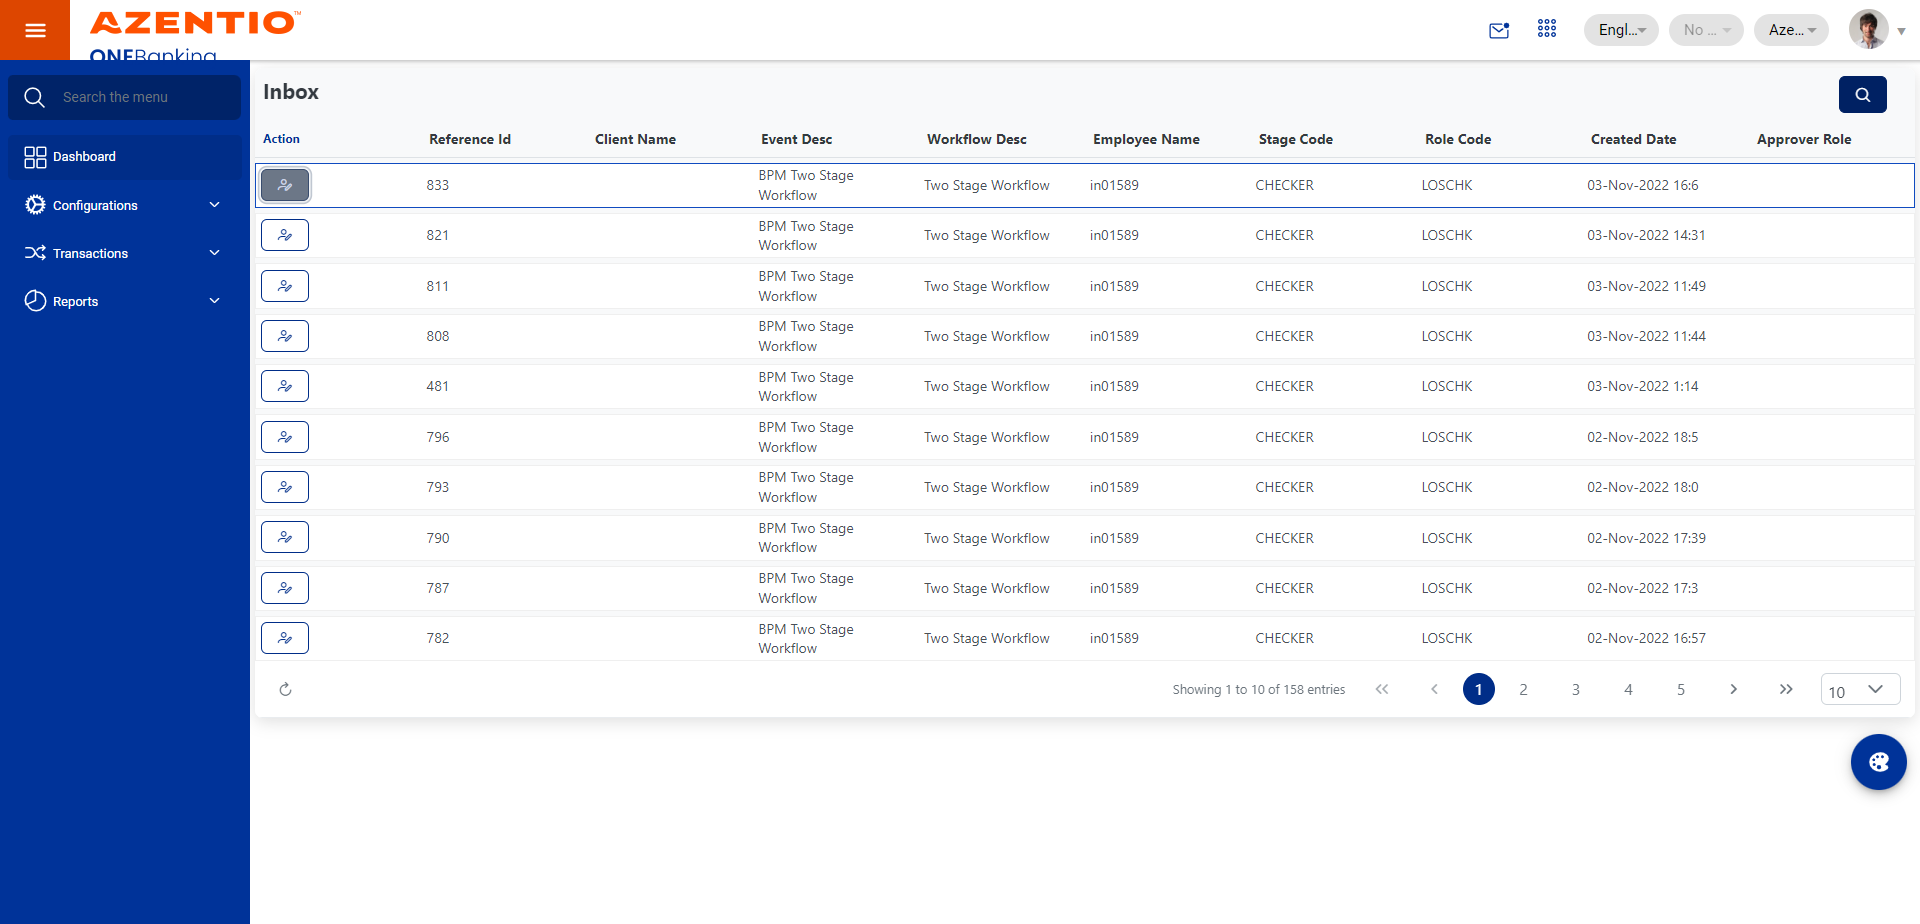 AZENTIO™
ONEBanking
Engl...
No ...
Aze...
Search the menu
Dashboard
Configurations
Transactions
Reports
Inbox
Action Reference Id Client Name Event Desc Workflow Desc Employee Name Stage Code Role Code Created Date Approver Role
833 BPM Two Stage Workflow Two Stage Workflow in01589 CHECKER LOSCHK 03-Nov-2022 16:6
821 BPM Two Stage Workflow Two Stage Workflow in01589 CHECKER LOSCHK 03-Nov-2022 14:31
811 BPM Two Stage Workflow Two Stage Workflow in01589 CHECKER LOSCHK 03-Nov-2022 11:49
808 BPM Two Stage Workflow Two Stage Workflow in01589 CHECKER LOSCHK 03-Nov-2022 11:44
481 BPM Two Stage Workflow Two Stage Workflow in01589 CHECKER LOSCHK 03-Nov-2022 1:14
796 BPM Two Stage Workflow Two Stage Workflow in01589 CHECKER LOSCHK 02-Nov-2022 18:5
793 BPM Two Stage Workflow Two Stage Workflow in01589 CHECKER LOSCHK 02-Nov-2022 18:0
790 BPM Two Stage Workflow Two Stage Workflow in01589 CHECKER LOSCHK 02-Nov-2022 17:39
787 BPM Two Stage Workflow Two Stage Workflow in01589 CHECKER LOSCHK 02-Nov-2022 17:3
782 BPM Two Stage Workflow Two Stage Workflow in01589 CHECKER LOSCHK 02-Nov-2022 16:57
Showing 1 to 10 of 158 entries 1 2 3 4 5 10